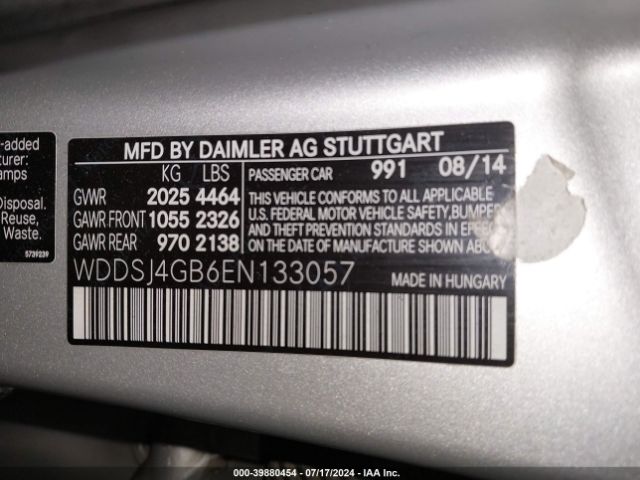 -added
turer:
amps
Disposal.
Reuse,
Waste.
5739239
MFD BY DAIMLER AG STUTTGART
KG LBS
GVWR 2025 4464
GAWR FRONT 1055 2326
GAWR REAR 970 2138
PASSENGER CAR 991 08/14
THIS VEHICLE CONFORMS TO ALL APPLICABLE
U.S. FEDERAL MOTOR VEHICLE SAFETY, BUMPER
AND THEFT PREVENTION STANDARDS IN EFFE
ON THE DATE OF MANUFACTURE SHOWN ABOVE
WDDSJ4GB6EN133057
MADE IN HUNGARY
000-39880454 - 07/17/2024 - IAA Inc.